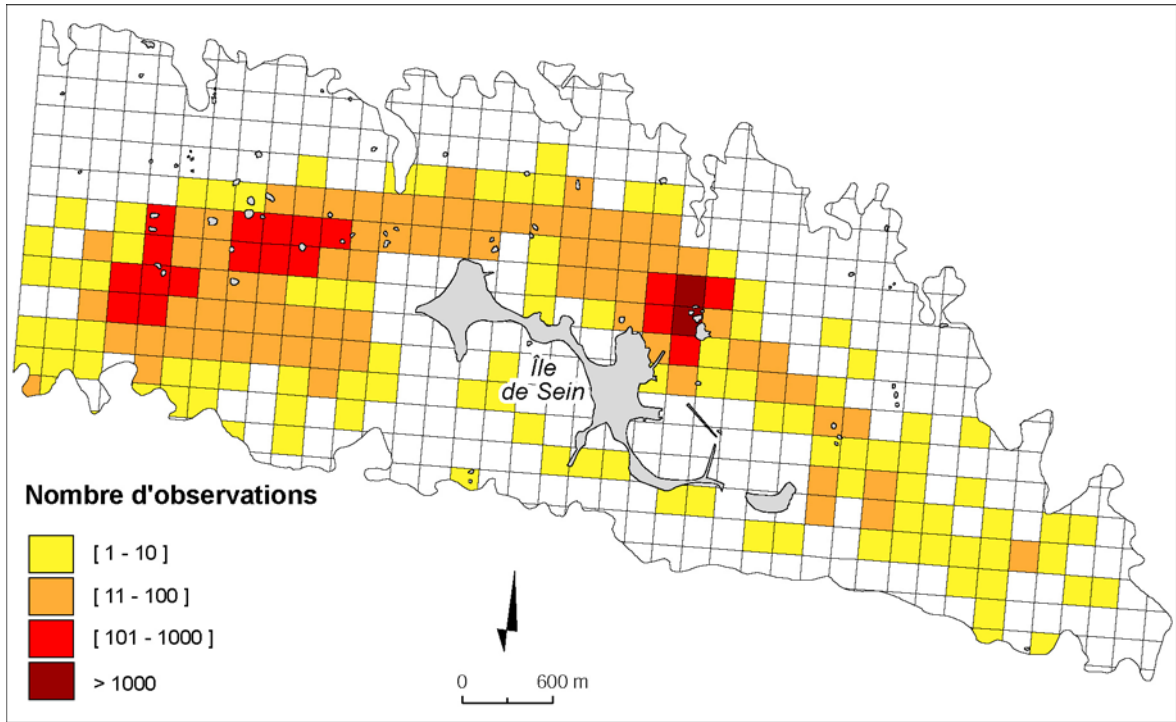 Île
de Sein
Nombre d'observations
[ 1 - 10 ]
[ 11 - 100 ]
[ 101 - 1000 ]
> 1000
0 600 m